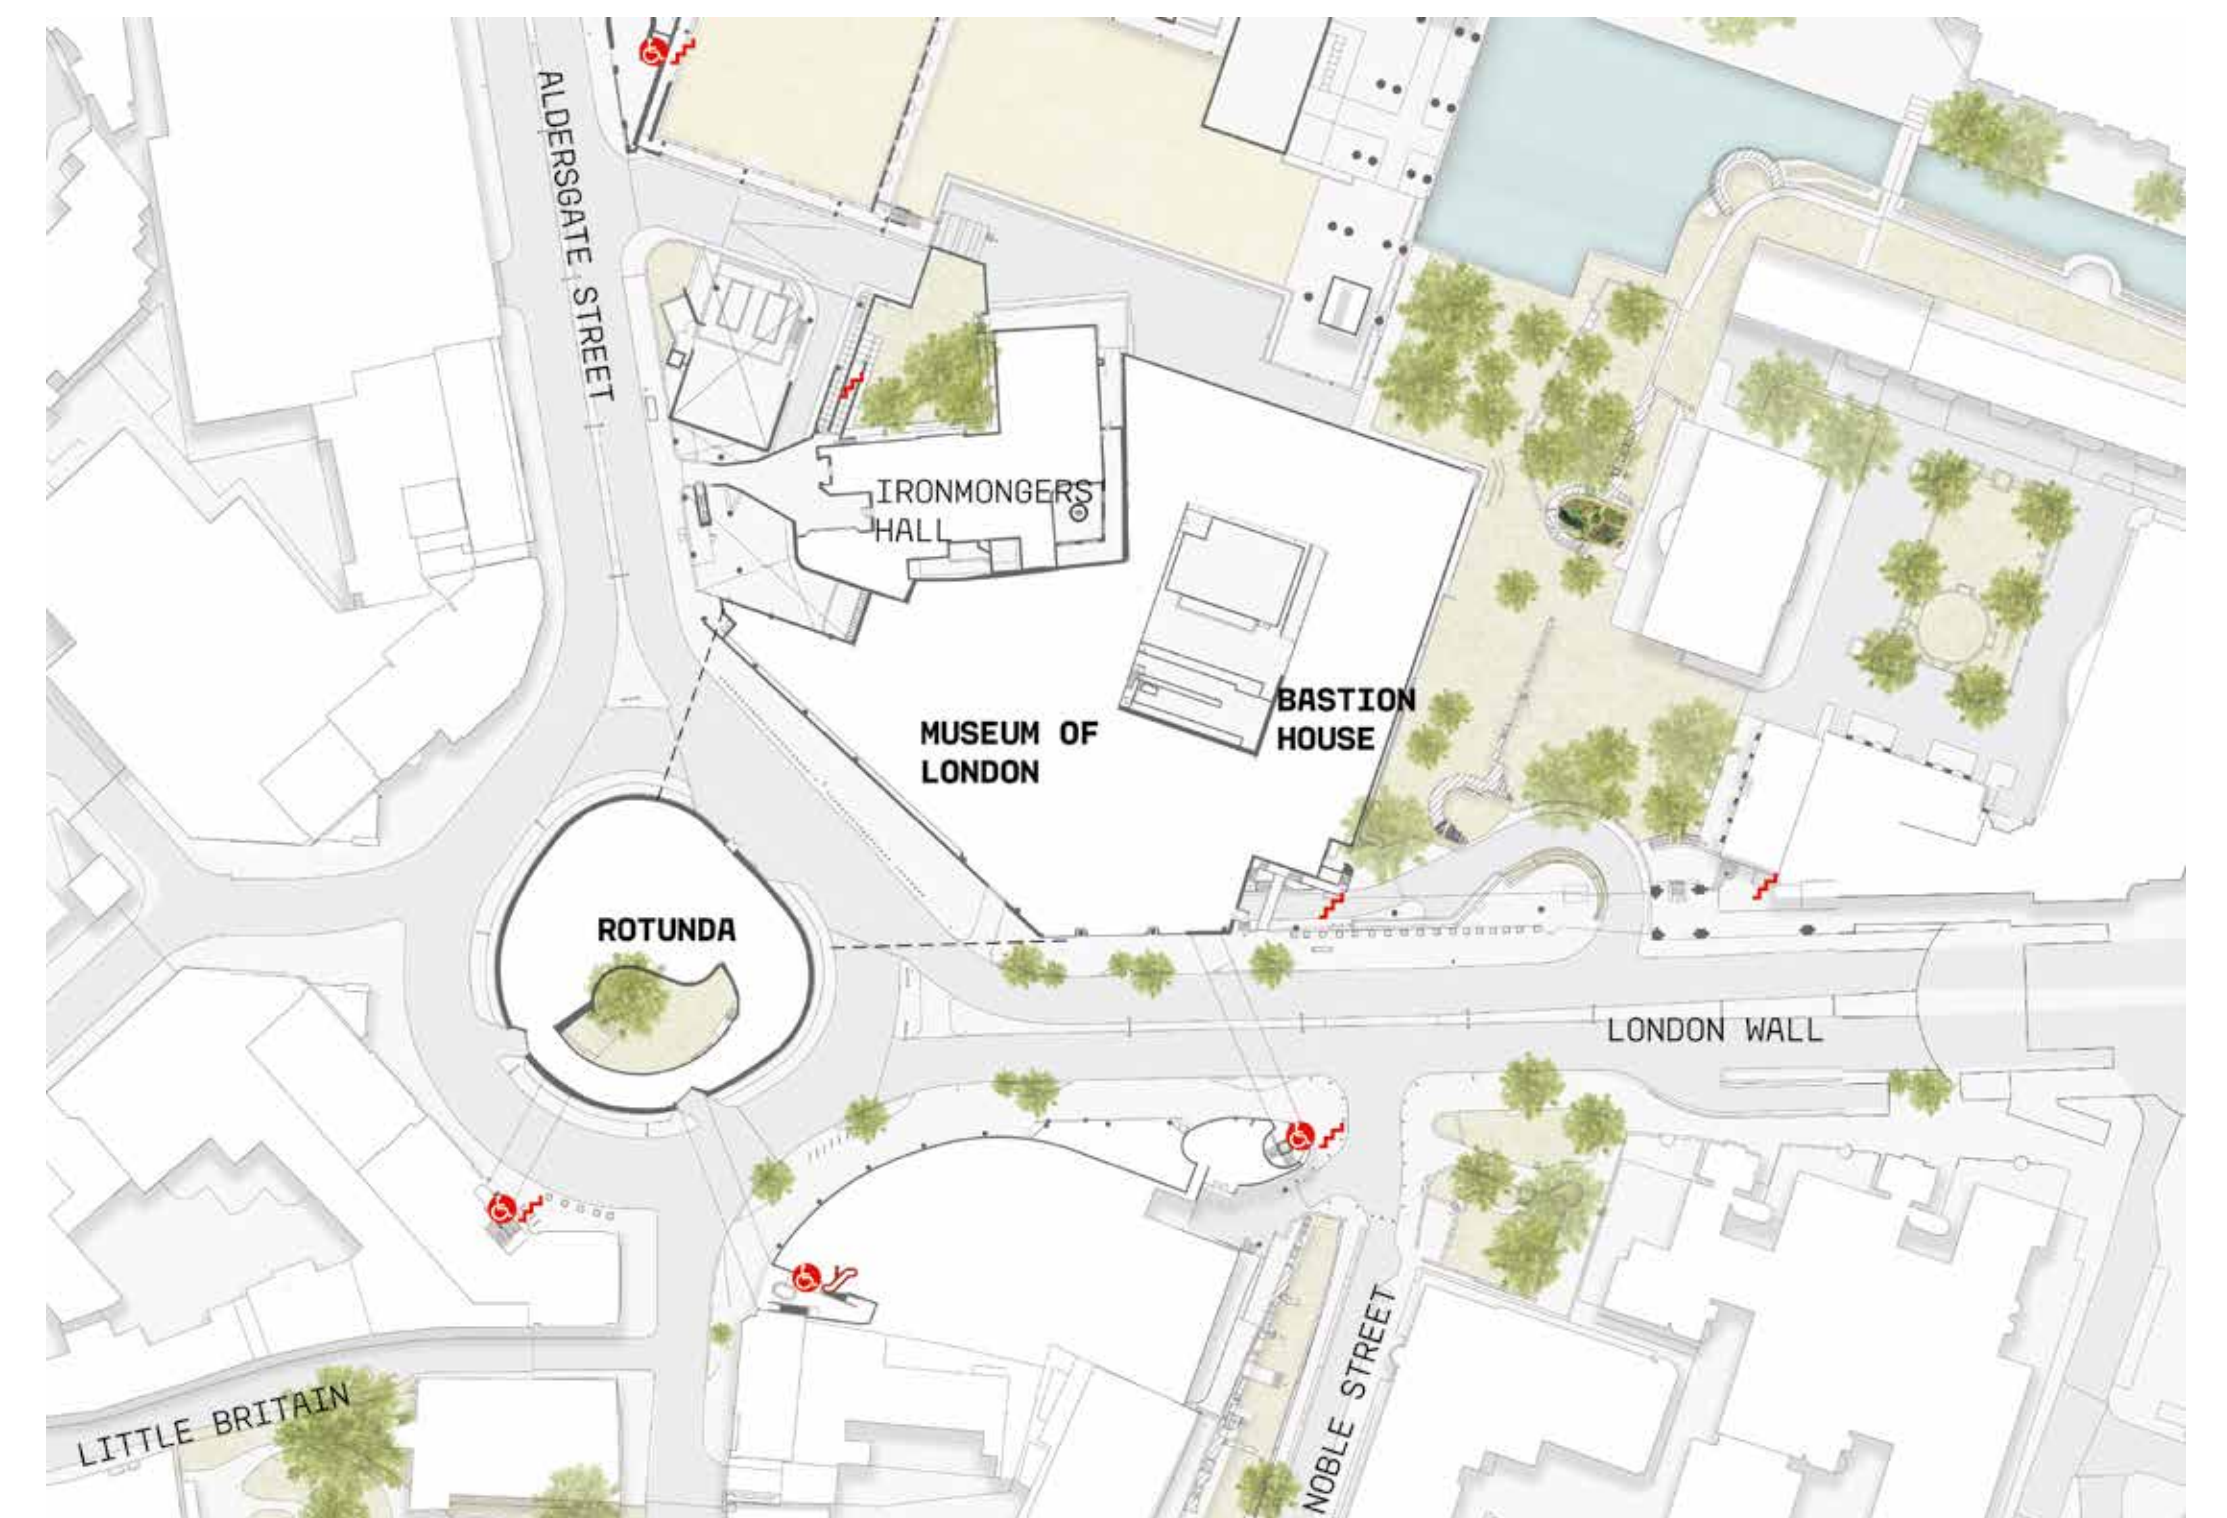 ALDERSGATE STREET
IRONMONGERS'
HALL
BASTION
HOUSE
MUSEUM OF
LONDON
ROTUNDA
LONDON WALL
NOBLE STREET
LITTLE BRITAIN